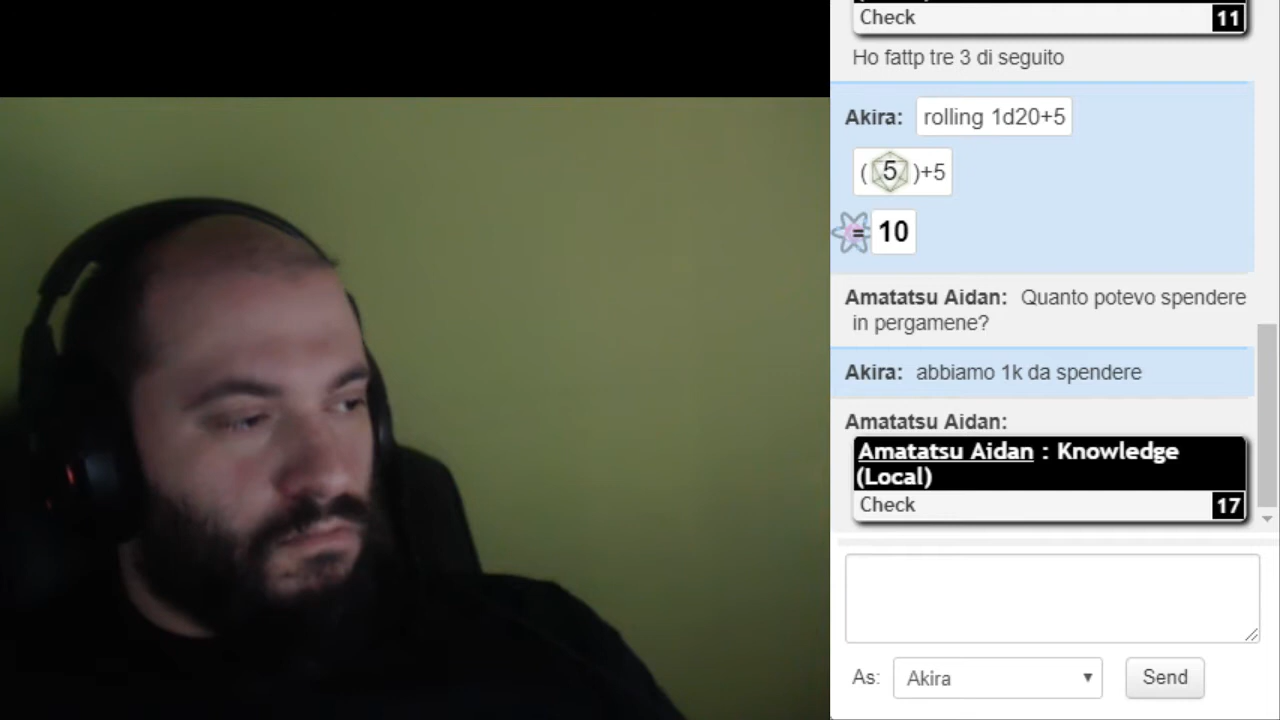 Check 11
Ho fattp tre 3 di seguito
Akira: rolling 1d20+5
(5)+5
= 10
Amatatsu Aidan: Quanto potevo spendere
in pergamene?
Akira: abbiamo 1k da spendere
Amatatsu Aidan:
Amatatsu Aidan : Knowledge
(Local)
Check 17
As: Akira Send